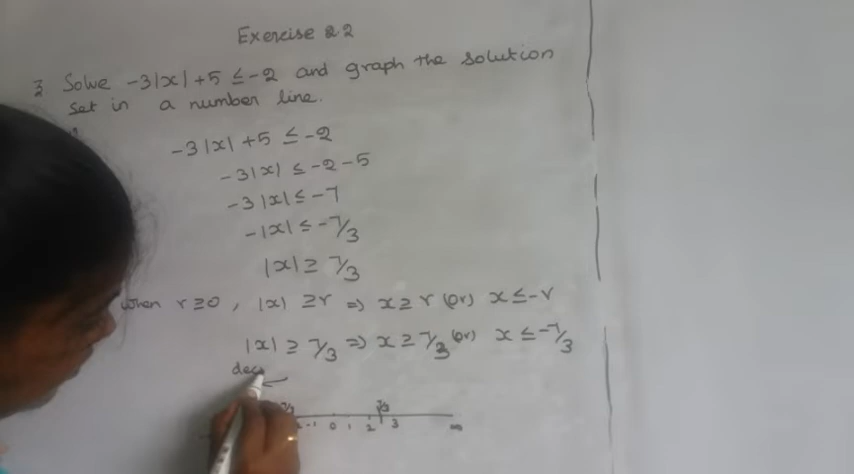 Exercise 2.2
3 Solve -3|x| + 5 ≤ -2 and graph the solution
set in a number line.
-3|x| + 5 ≤ -2
-3|x| ≤ -2 - 5
-3|x| ≤ -7
-|x| ≤ -7/3
|x| ≥ 7/3
when r ≥ 0, |x| ≥ r ⇒ x ≥ r (or) x ≤ -r
|x| ≥ 7/3 ⇒ x ≥ 7/3 (or) x ≤ -7/3
dec
7/3
-1 0 1 2 3 ∞